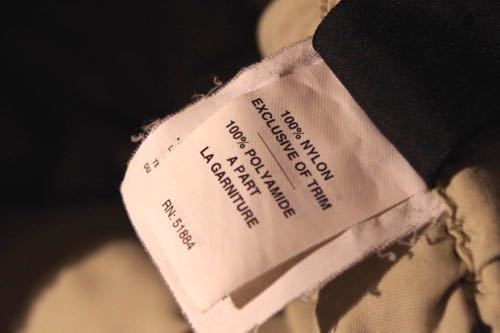 100% NYLON
EXCLUSIVE OF TRIM
100% POLYAMIDE
A PART
LA GARNITURE
RN: 51884